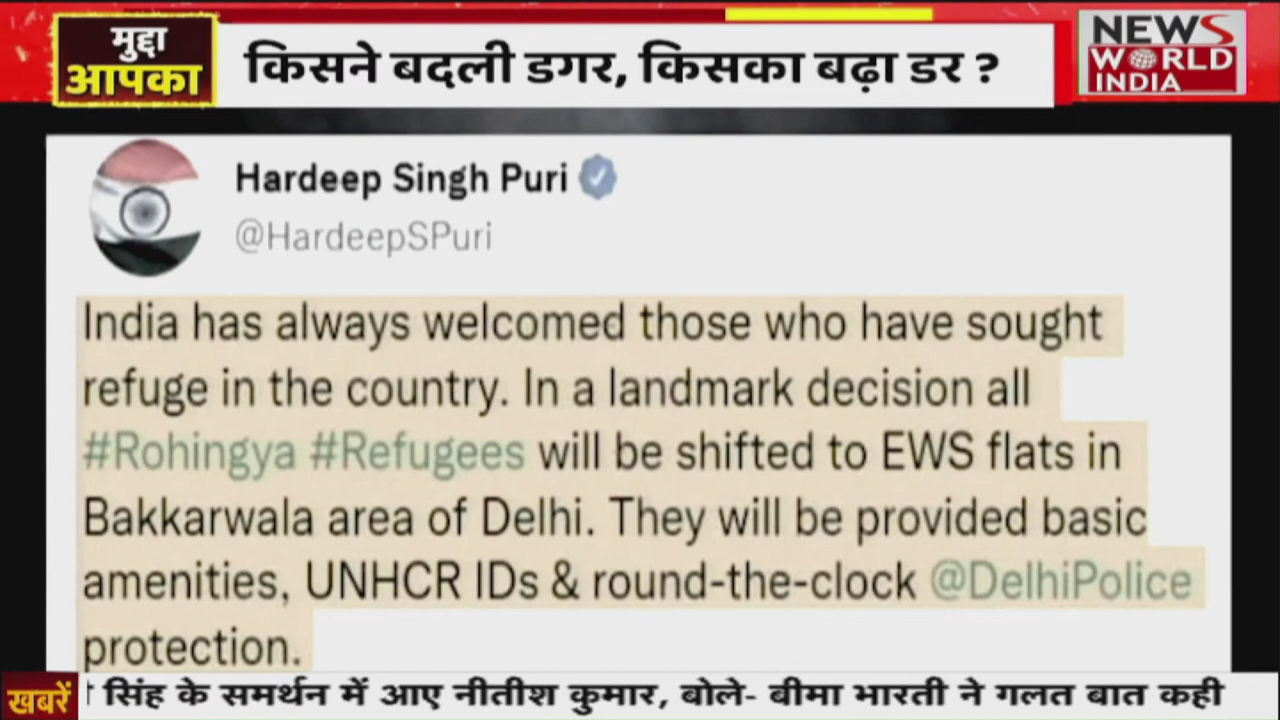 मुद्दा
आपका
किसने बदली डगर, किसका बढ़ा डर ?
NEWS
WORLD
INDIA
Hardeep Singh Puri
@HardeepSPuri
India has always welcomed those who have sought
refuge in the country. In a landmark decision all
#Rohingya #Refugees will be shifted to EWS flats in
Bakkarwala area of Delhi. They will be provided basic
amenities, UNHCR IDs & round-the-clock @DelhiPolice
protection.
खबरें
सिंह के समर्थन में आए नीतीश कुमार, बोले- बीमा भारती ने गलत बात कही